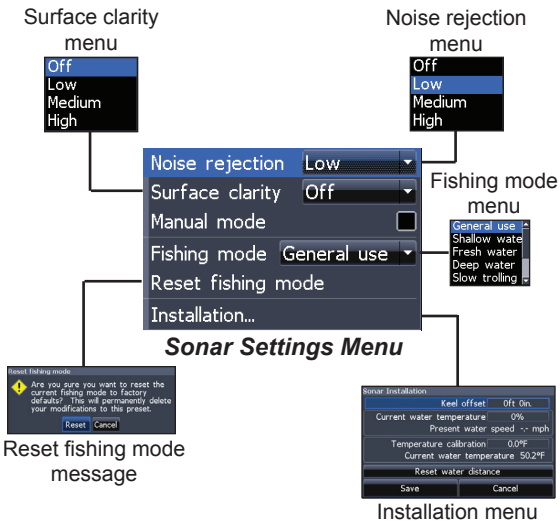 Surface clarity
menu
Off
Low
Medium
High
Noise rejection
menu
Off
Low
Medium
High
Noise rejection Low
Surface clarity Off
Manual mode
Fishing mode General use
Reset fishing mode
Installation...
Sonar Settings Menu
Fishing mode
menu
General use
Shallow wate
Fresh water
Deep water
Slow trolling
Reset fishing mode
Are you sure you want to reset the
current fishing mode to factory
defaults? This will permanently delete
your modifications to this preset.
Reset Cancel
Reset fishing mode
message
Sonar Installation
Keel offset 0ft 0in.
Current water temperature 0%
Present water speed -.- mph
Temperature calibration 0.0°F
Current water temperature 50.2°F
Reset water distance
Save Cancel
Installation menu